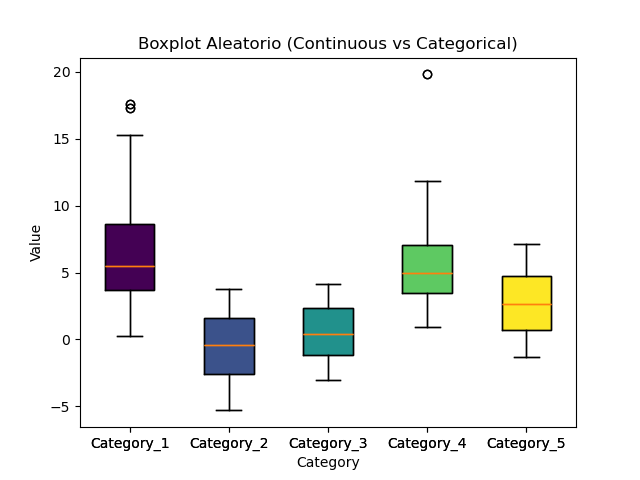 Boxplot Aleatorio (Continuous vs Categorical)
20
15
10
5
0
−5
Value
Category_1 Category_2 Category_3 Category_4 Category_5
Category